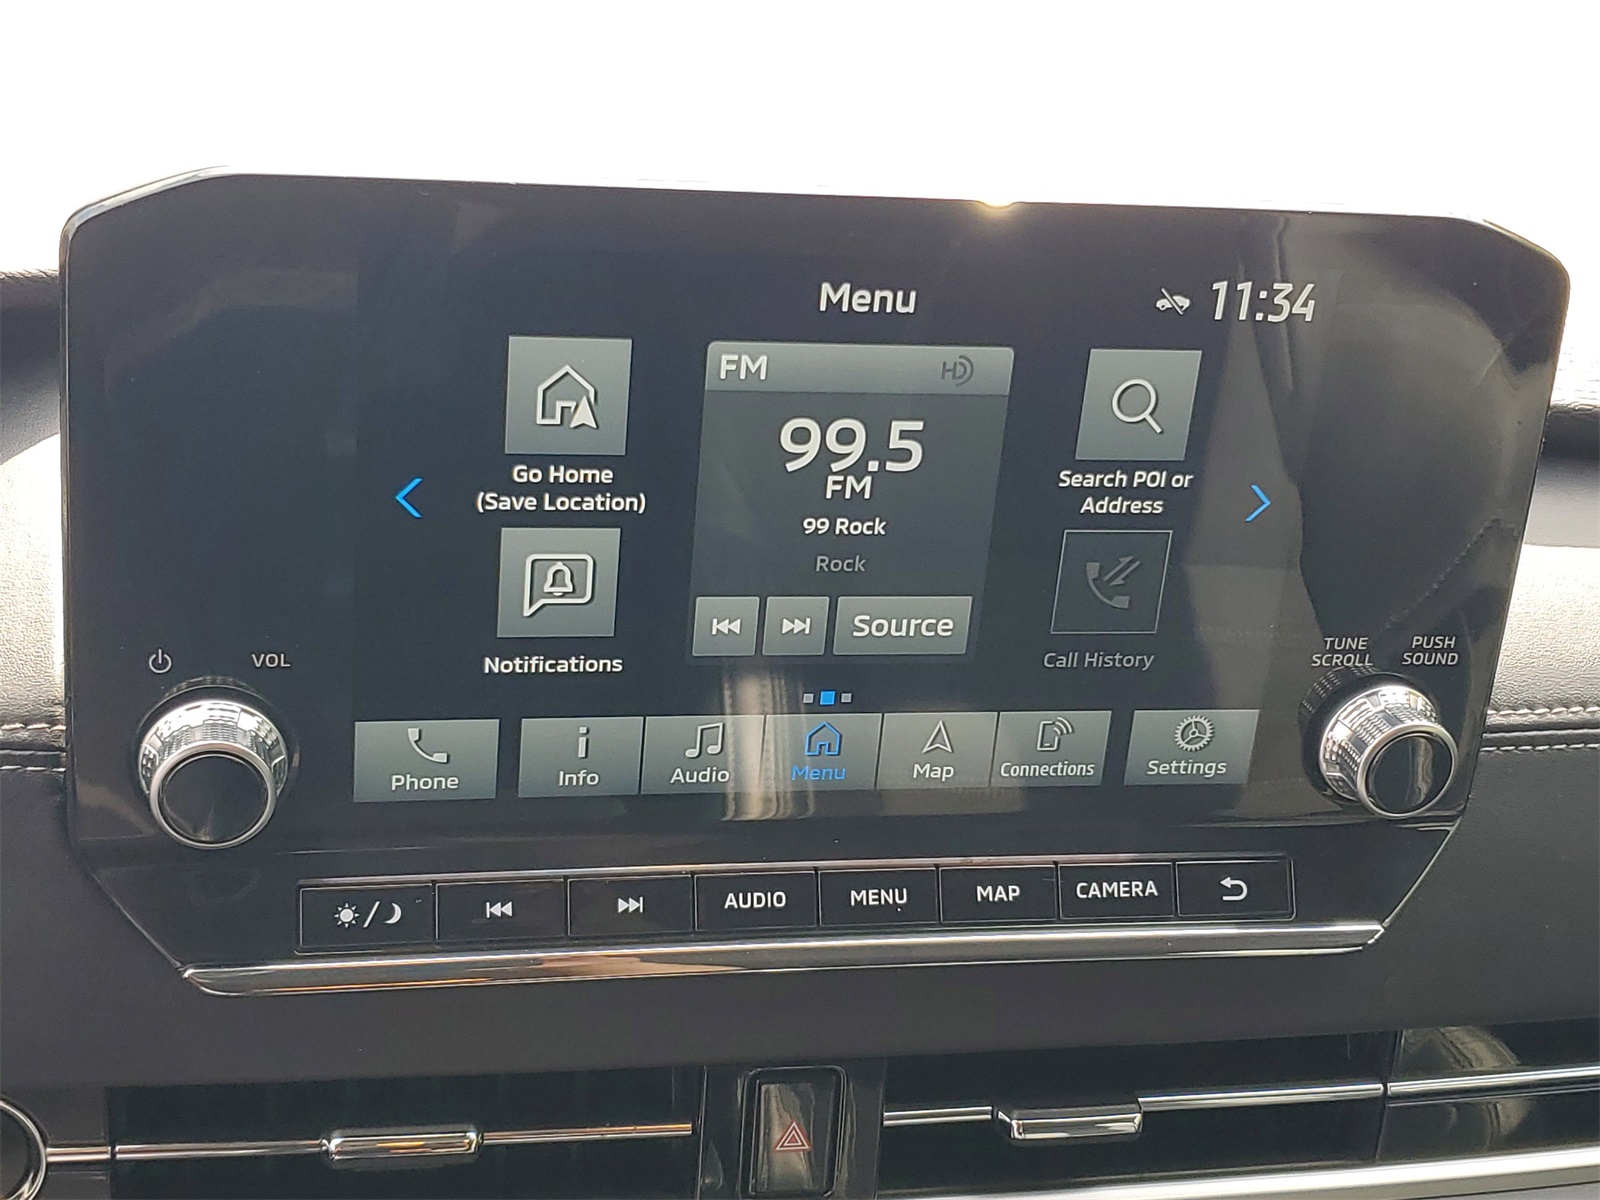 Menu
11:34
FM
HD
99.5
FM
99 Rock
Rock
Source
Go Home
(Save Location)
Notifications
Search POI or
Address
Call History
VOL
TUNE
SCROLL
PUSH
SOUND
Phone
Info
Audio
Menu
Map
Connections
Settings
AUDIO
MENU
MAP
CAMERA